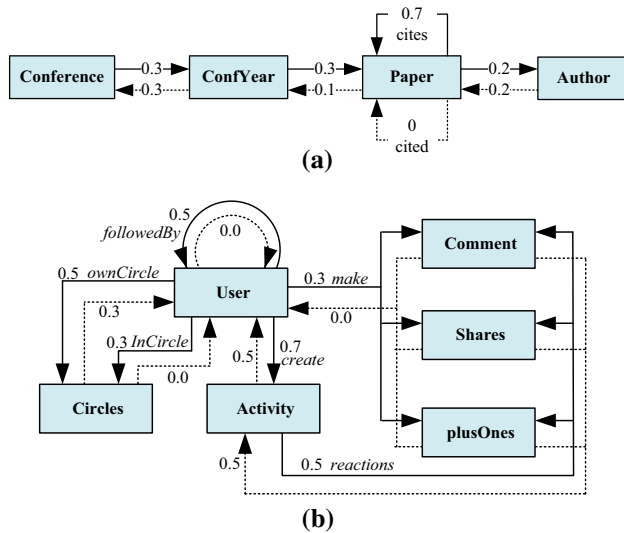 0.7
cites
Conference
0.3
0.3
ConfYear
0.3
0.1
Paper
0.2
0.2
Author
0
cited
(a)
0.5
followedBy
0.0
Comment
0.5 ownCircle
User
0.3 make
0.3
0.0
Shares
0.3 InCircle
0.7
create
0.0
0.5
Circles
Activity
plusOnes
0.5
0.5 reactions
(b)